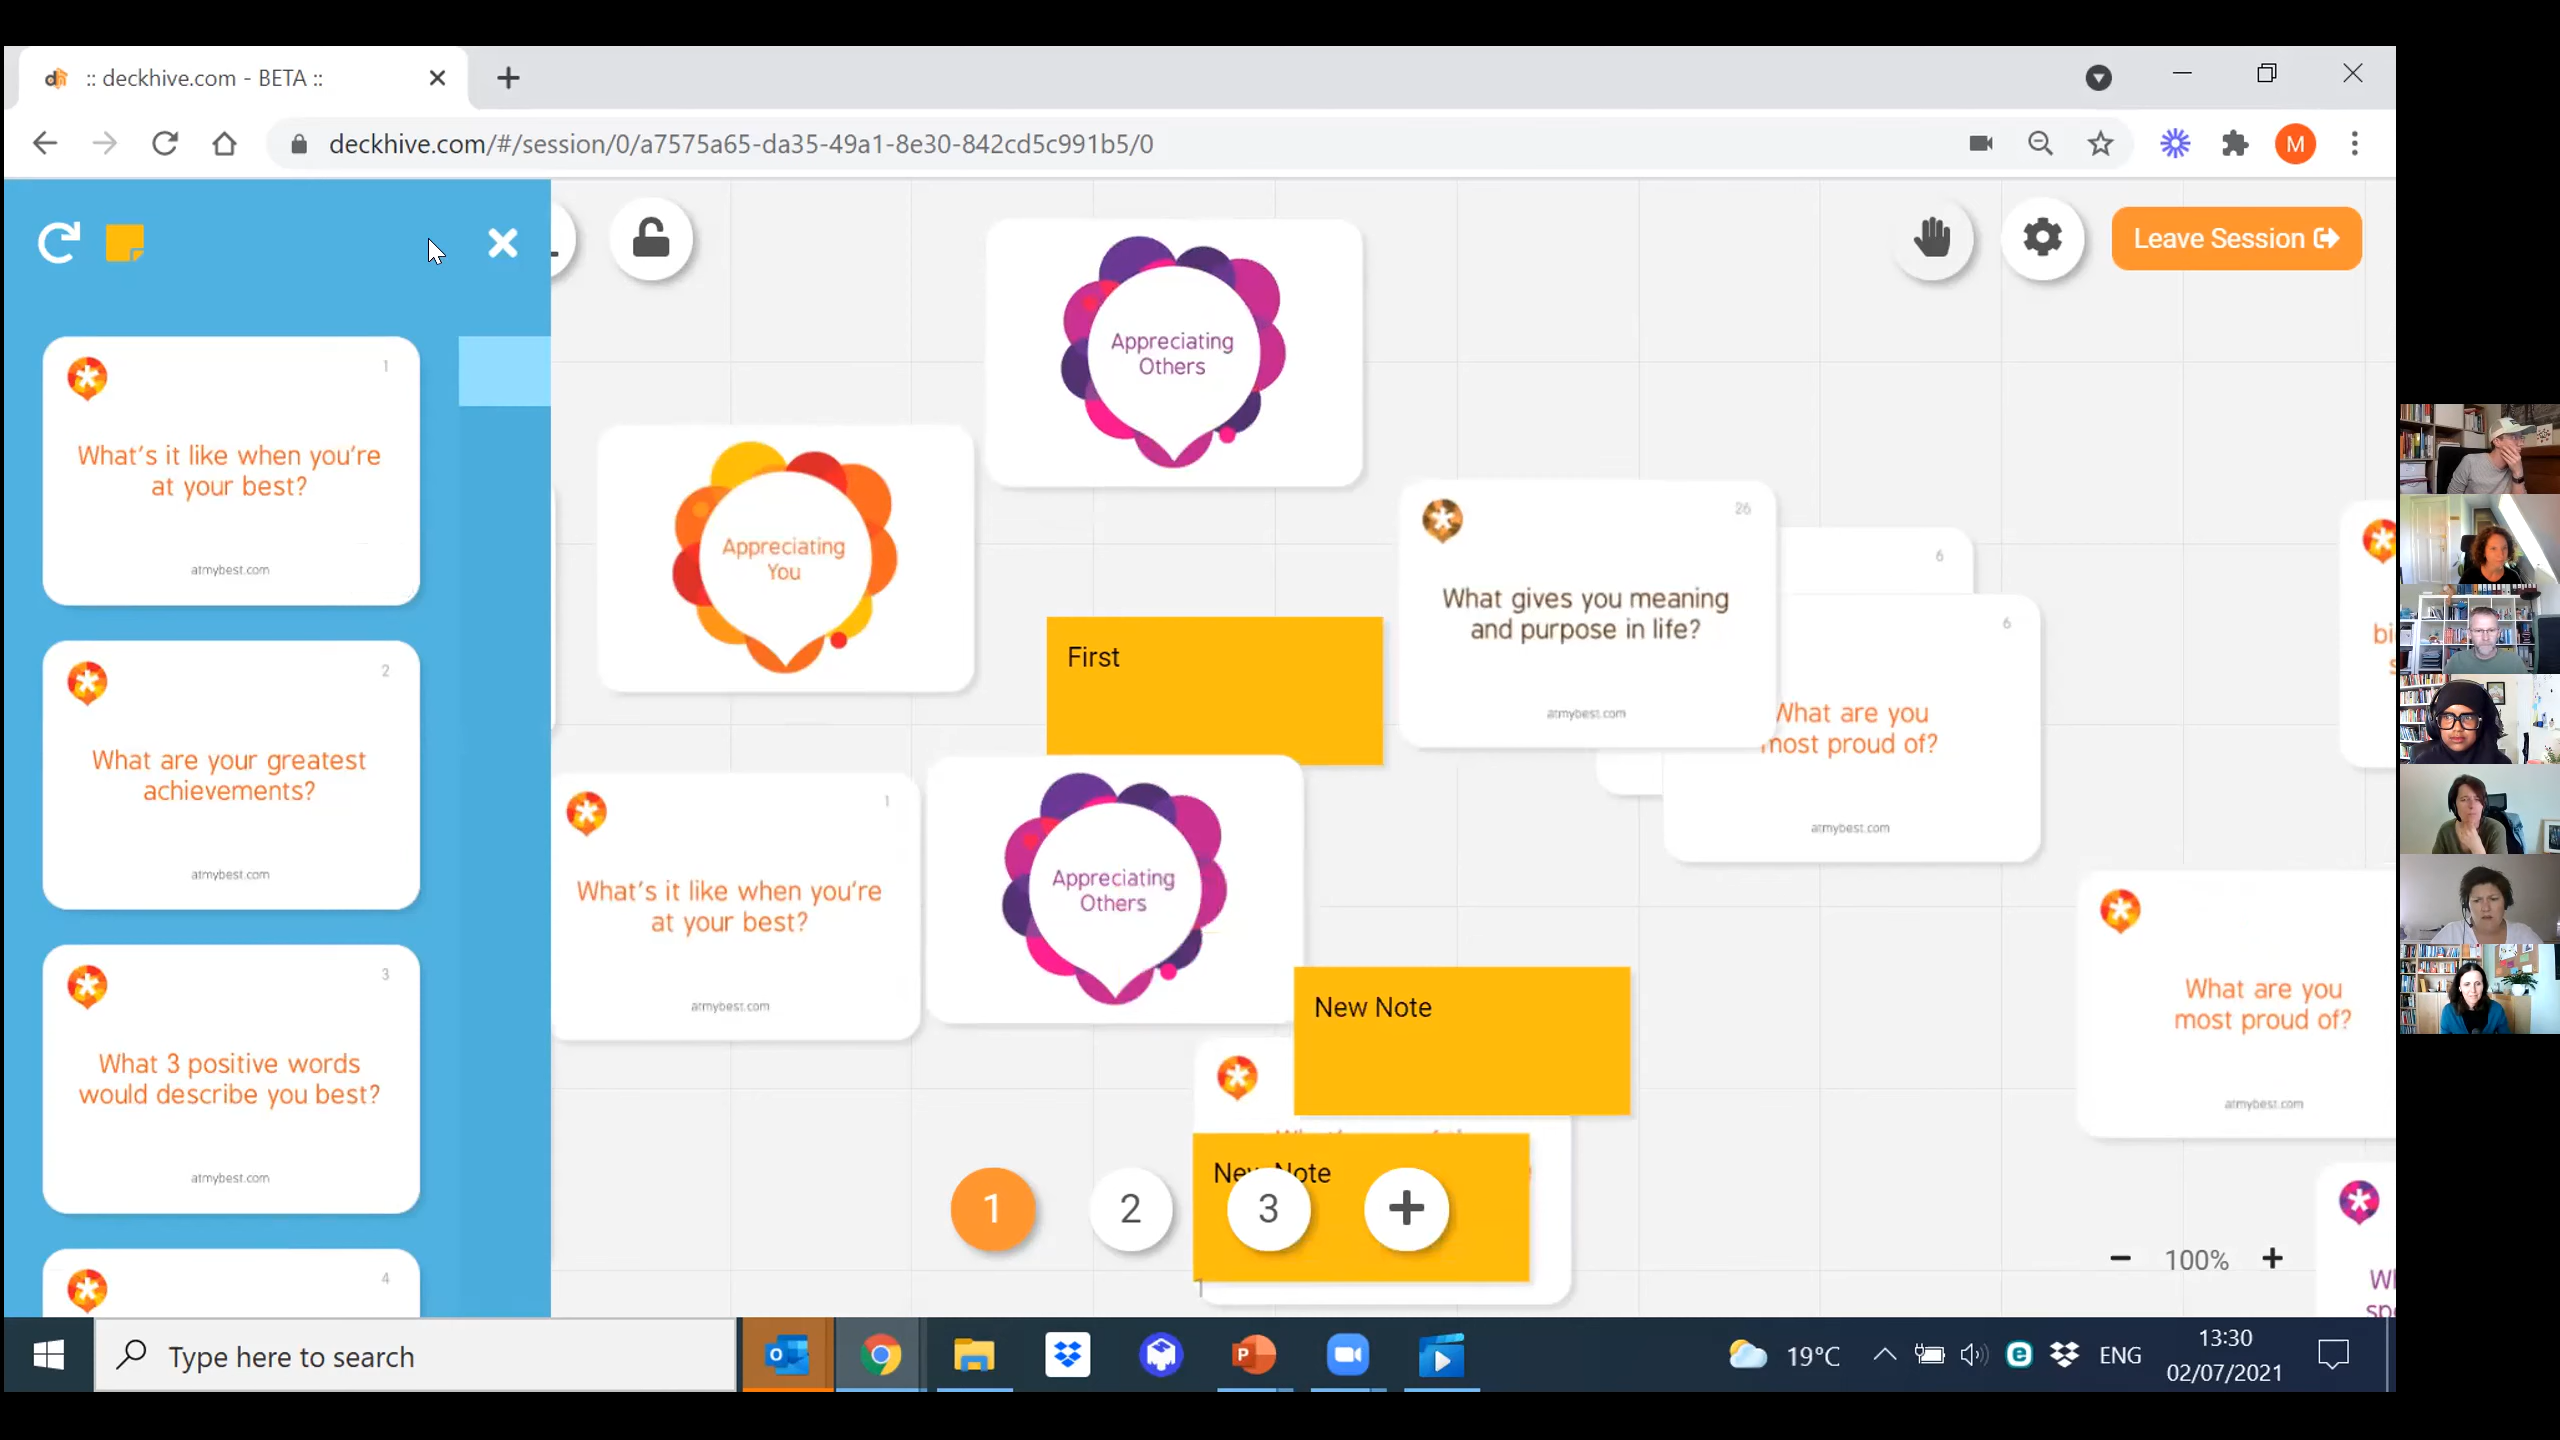 :: deckhive.com - BETA ::
deckhive.com/#/session/0/a7575a65-da35-49a1-8e30-842cd5c991b5/0
M
Leave Session
1
What's it like when you're
at your best?
atmybest.com
2
What are your greatest
achievements?
atmybest.com
3
What 3 positive words
would describe you best?
atmybest.com
4
Appreciating
Others
Appreciating
You
First
26
What gives you meaning
and purpose in life?
atmybest.com
6
6
What are you
most proud of?
atmybest.com
1
What's it like when you're
at your best?
atmybest.com
Appreciating
Others
New Note
New Note
What are you
most proud of?
atmybest.com
1
2
3
100%
Type here to search
19°C
ENG
13:30
02/07/2021